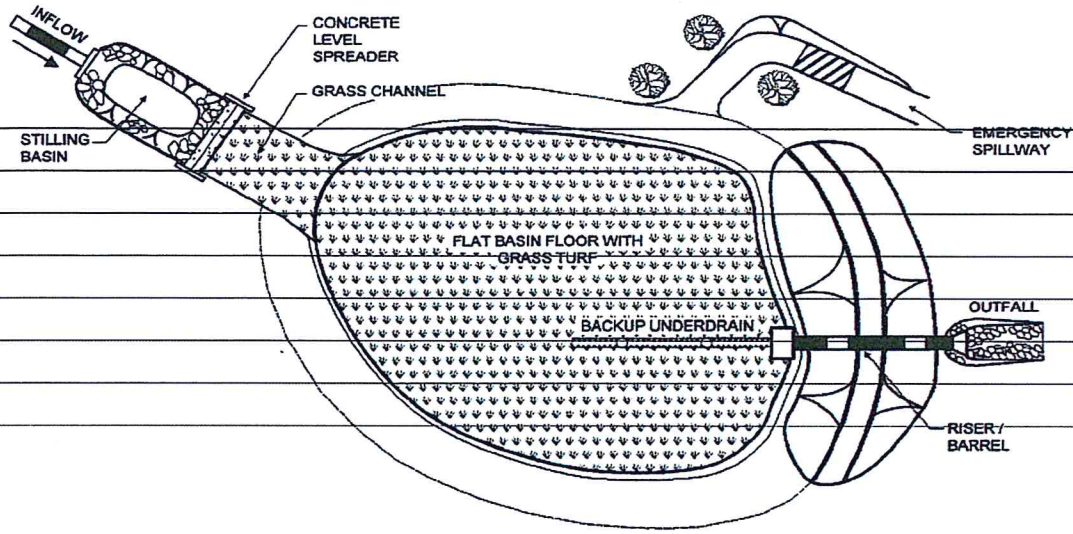 INFLOW
CONCRETE
LEVEL
SPREADER
GRASS CHANNEL
STILLING
BASIN
EMERGENCY
SPILLWAY
FLAT BASIN FLOOR WITH
GRASS TURF
BACKUP UNDERDRAIN
OUTFALL
RISER /
BARREL